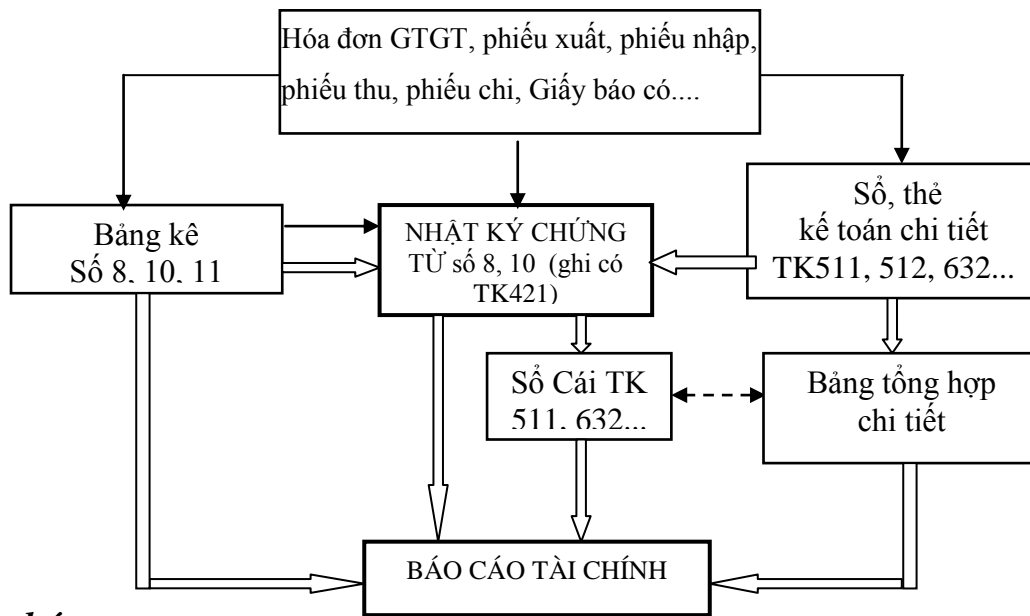 Hóa đơn GTGT, phiếu xuất, phiếu nhập,
phiếu thu, phiếu chi, Giấy báo có....
Bảng kê
Số 8, 10, 11
NHẬT KÝ CHỨNG
TỪ số 8, 10 (ghi có
TK421)
Sổ, thẻ
kế toán chi tiết
TK511, 512, 632...
Sổ Cái TK
511, 632...
Bảng tổng hợp
chi tiết
BÁO CÁO TÀI CHÍNH